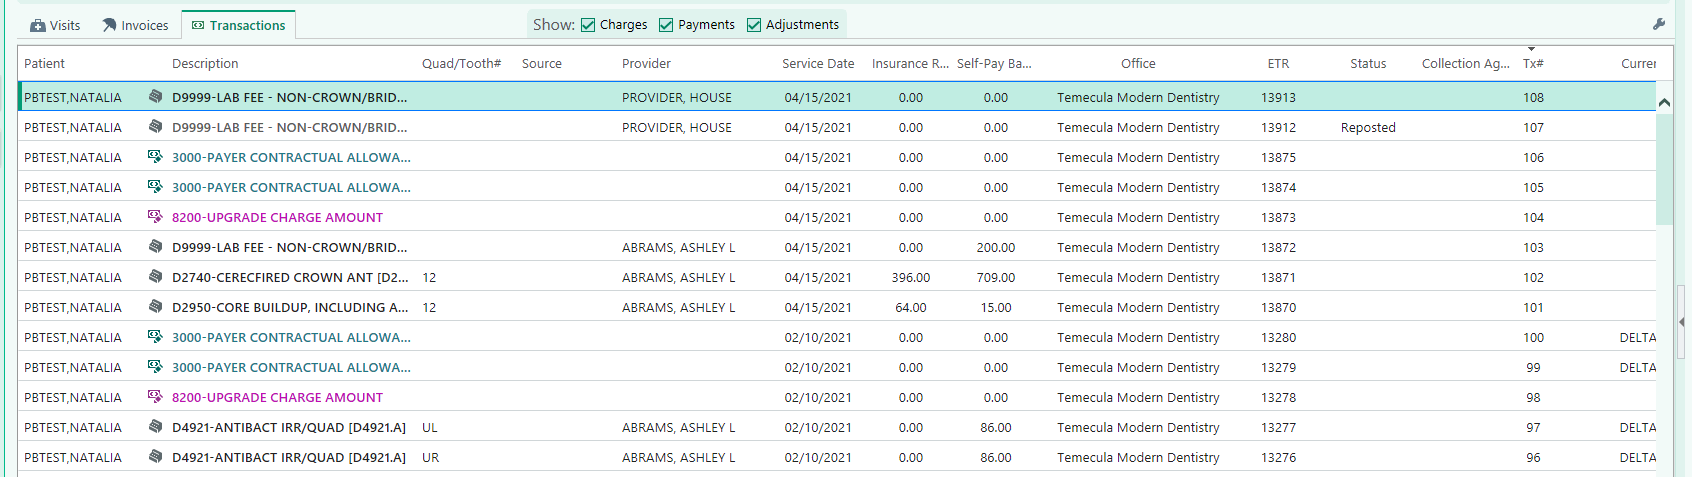 Visits Invoices Transactions Show: Charges Payments Adjustments
Patient Description Quad/Tooth# Source Provider Service Date Insurance R... Self-Pay Ba... Office ETR Status Collection Ag... Tx# Curren
PBTEST,NATALIA D9999-LAB FEE - NON-CROWN/BRID... PROVIDER, HOUSE 04/15/2021 0.00 0.00 Temecula Modern Dentistry 13913 108
PBTEST,NATALIA D9999-LAB FEE - NON-CROWN/BRID... PROVIDER, HOUSE 04/15/2021 0.00 0.00 Temecula Modern Dentistry 13912 Reposted 107
PBTEST,NATALIA 3000-PAYER CONTRACTUAL ALLOWA... 04/15/2021 0.00 0.00 Temecula Modern Dentistry 13875 106
PBTEST,NATALIA 3000-PAYER CONTRACTUAL ALLOWA... 04/15/2021 0.00 0.00 Temecula Modern Dentistry 13874 105
PBTEST,NATALIA 8200-UPGRADE CHARGE AMOUNT 04/15/2021 0.00 0.00 Temecula Modern Dentistry 13873 104
PBTEST,NATALIA D9999-LAB FEE - NON-CROWN/BRID... ABRAMS, ASHLEY L 04/15/2021 0.00 200.00 Temecula Modern Dentistry 13872 103
PBTEST,NATALIA D2740-CERECFIRED CROWN ANT [D2... 12 ABRAMS, ASHLEY L 04/15/2021 396.00 709.00 Temecula Modern Dentistry 13871 102
PBTEST,NATALIA D2950-CORE BUILDUP, INCLUDING A... 12 ABRAMS, ASHLEY L 04/15/2021 64.00 15.00 Temecula Modern Dentistry 13870 101
PBTEST,NATALIA 3000-PAYER CONTRACTUAL ALLOWA... 02/10/2021 0.00 0.00 Temecula Modern Dentistry 13280 100 DELTA
PBTEST,NATALIA 3000-PAYER CONTRACTUAL ALLOWA... 02/10/2021 0.00 0.00 Temecula Modern Dentistry 13279 99 DELTA
PBTEST,NATALIA 8200-UPGRADE CHARGE AMOUNT 02/10/2021 0.00 0.00 Temecula Modern Dentistry 13278 98
PBTEST,NATALIA D4921-ANTIBACT IRR/QUAD [D4921.A] UL ABRAMS, ASHLEY L 02/10/2021 0.00 86.00 Temecula Modern Dentistry 13277 97 DELTA
PBTEST,NATALIA D4921-ANTIBACT IRR/QUAD [D4921.A] UR ABRAMS, ASHLEY L 02/10/2021 0.00 86.00 Temecula Modern Dentistry 13276 96 DELTA